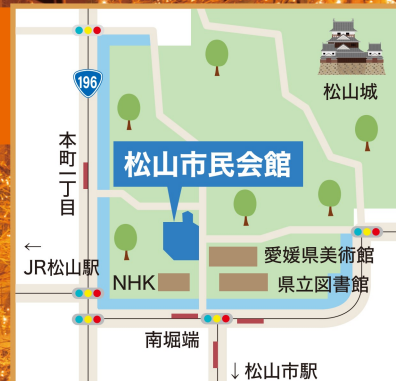 196
松山城
本町一丁目
松山市民会館
←
JR松山駅
愛媛県美術館
NHK
県立図書館
南堀端
↓松山市駅